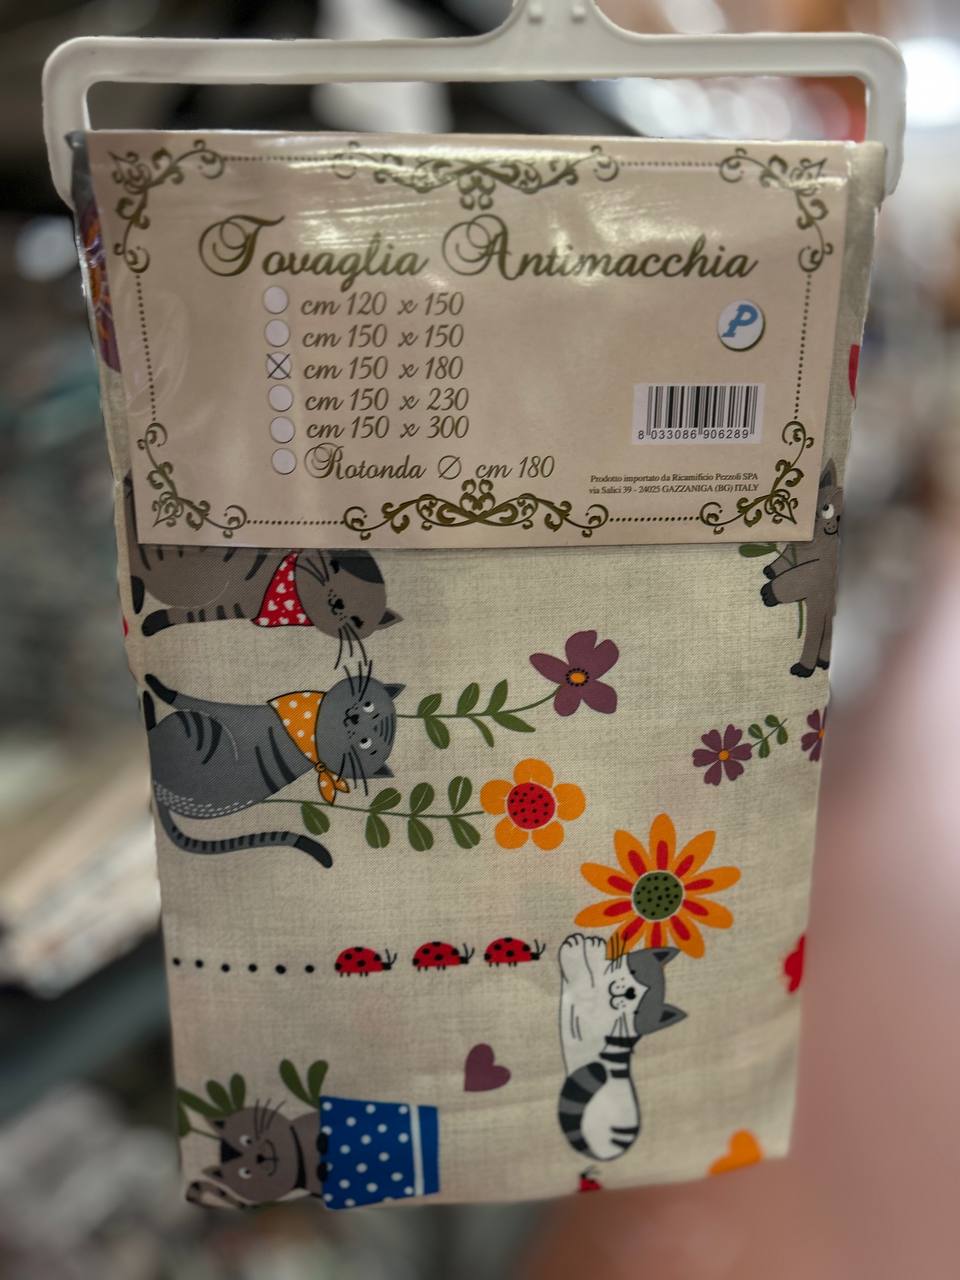 Tovaglia Antimacchia
cm 120 x 150
cm 150 x 150
cm 150 x 180
cm 150 x 230
cm 150 x 300
Rotonda Ø cm 180
P
8 033086 906289
Prodotto importato da Ricamificio Pezzoli SPA
via Salici 39 - 24025 GAZZANIGA (BG) ITALY